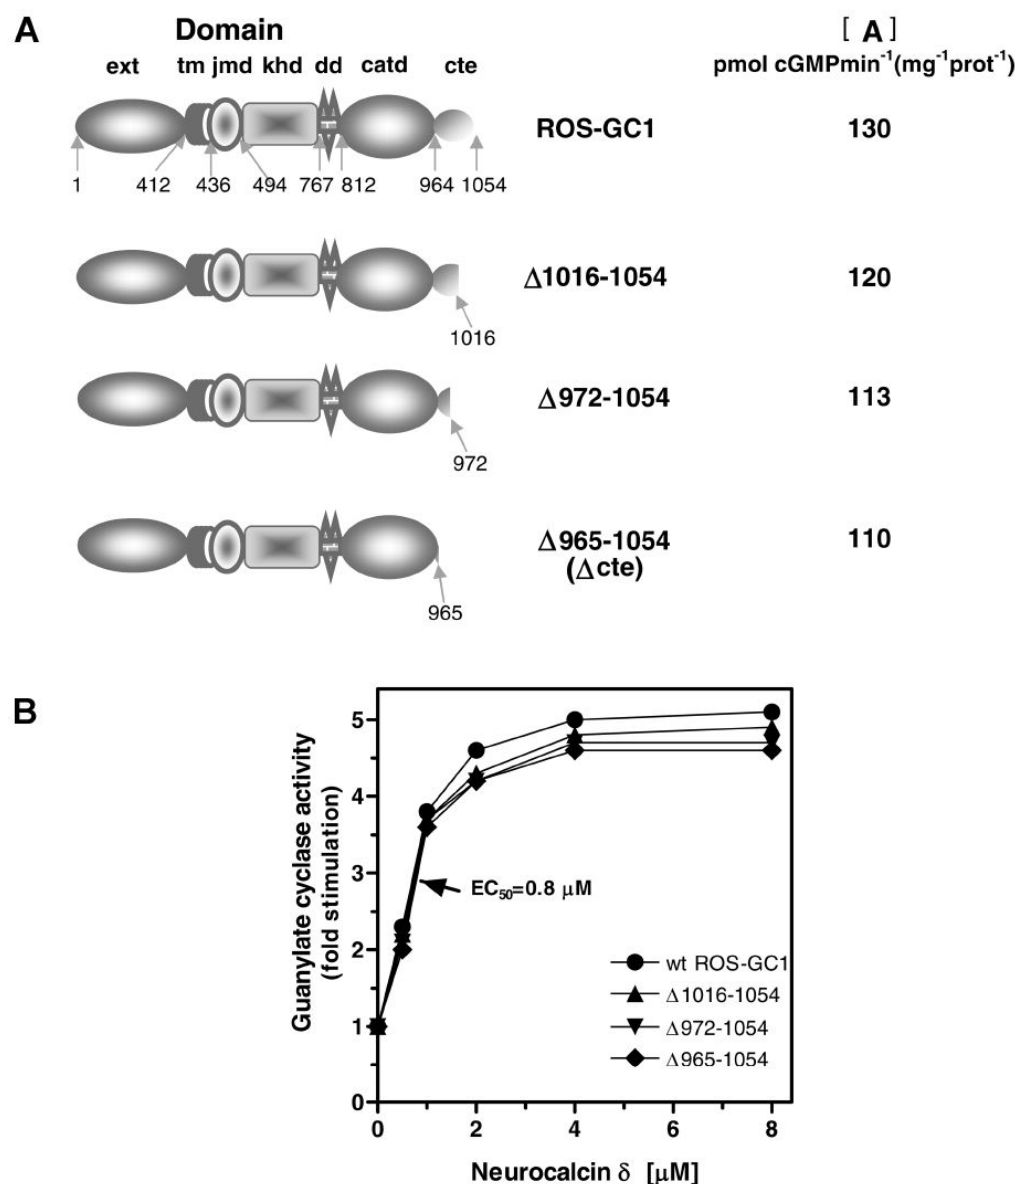 A
Domain
[ A ]
ext tm jmd khd dd catd cte
pmol cGMPmin⁻¹(mg⁻¹prot⁻¹)
ROS-GC1 130
1 412 436 494 767 812 964 1054
Δ1016-1054 120
1016
Δ972-1054 113
972
Δ965-1054 110
(Δcte)
965
B
Guanylate cyclase activity
(fold stimulation)
5
4
3
2
1
0
EC₅₀=0.8 μM
wt ROS-GC1
Δ1016-1054
Δ972-1054
Δ965-1054
0 2 4 6 8
Neurocalcin δ [μM]